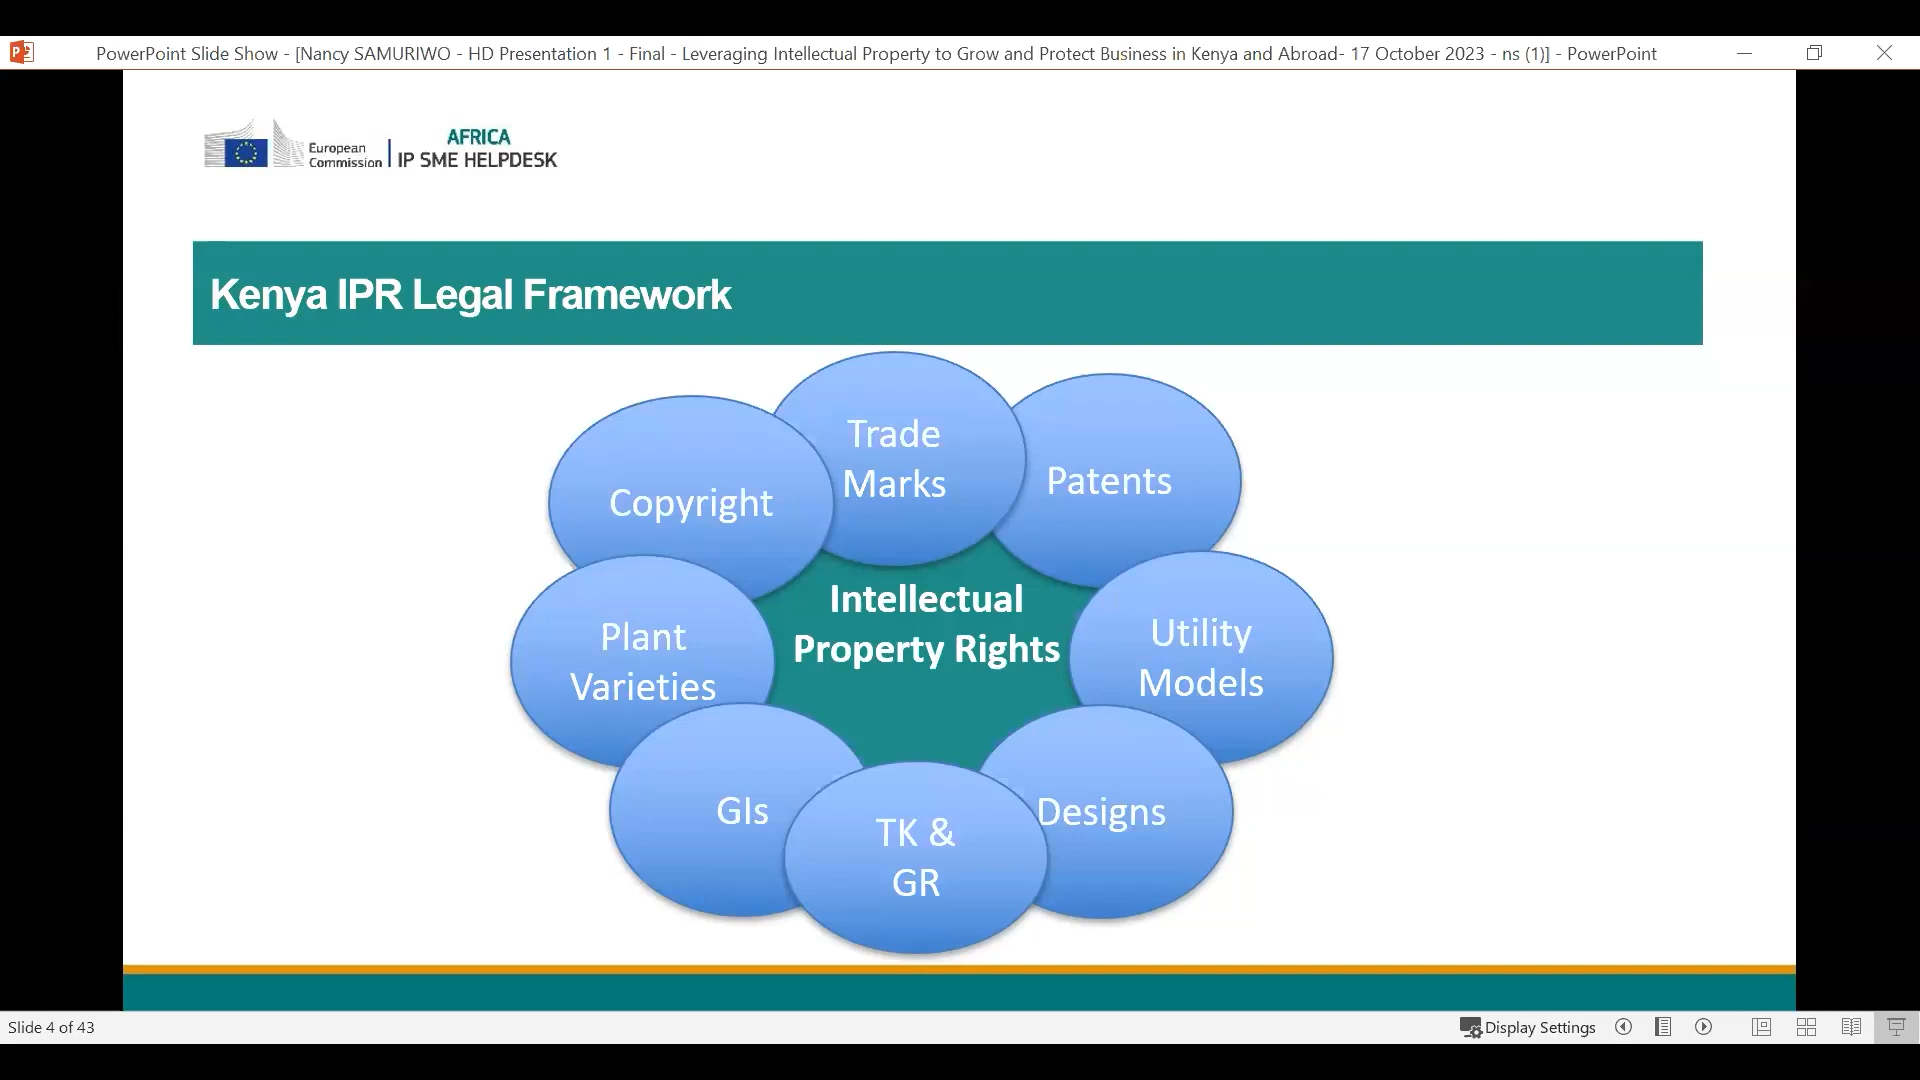 PowerPoint Slide Show - [Nancy SAMURIWO - HD Presentation 1 - Final - Leveraging Intellectual Property to Grow and Protect Business in Kenya and Abroad- 17 October 2023 - ns (1)] - PowerPoint
European
Commission
AFRICA
IP SME HELPDESK
Kenya IPR Legal Framework
Trade
Marks
Patents
Copyright
Intellectual
Property Rights
Plant
Varieties
Utility
Models
GIs
TK &
GR
Designs
Slide 4 of 43
Display Settings